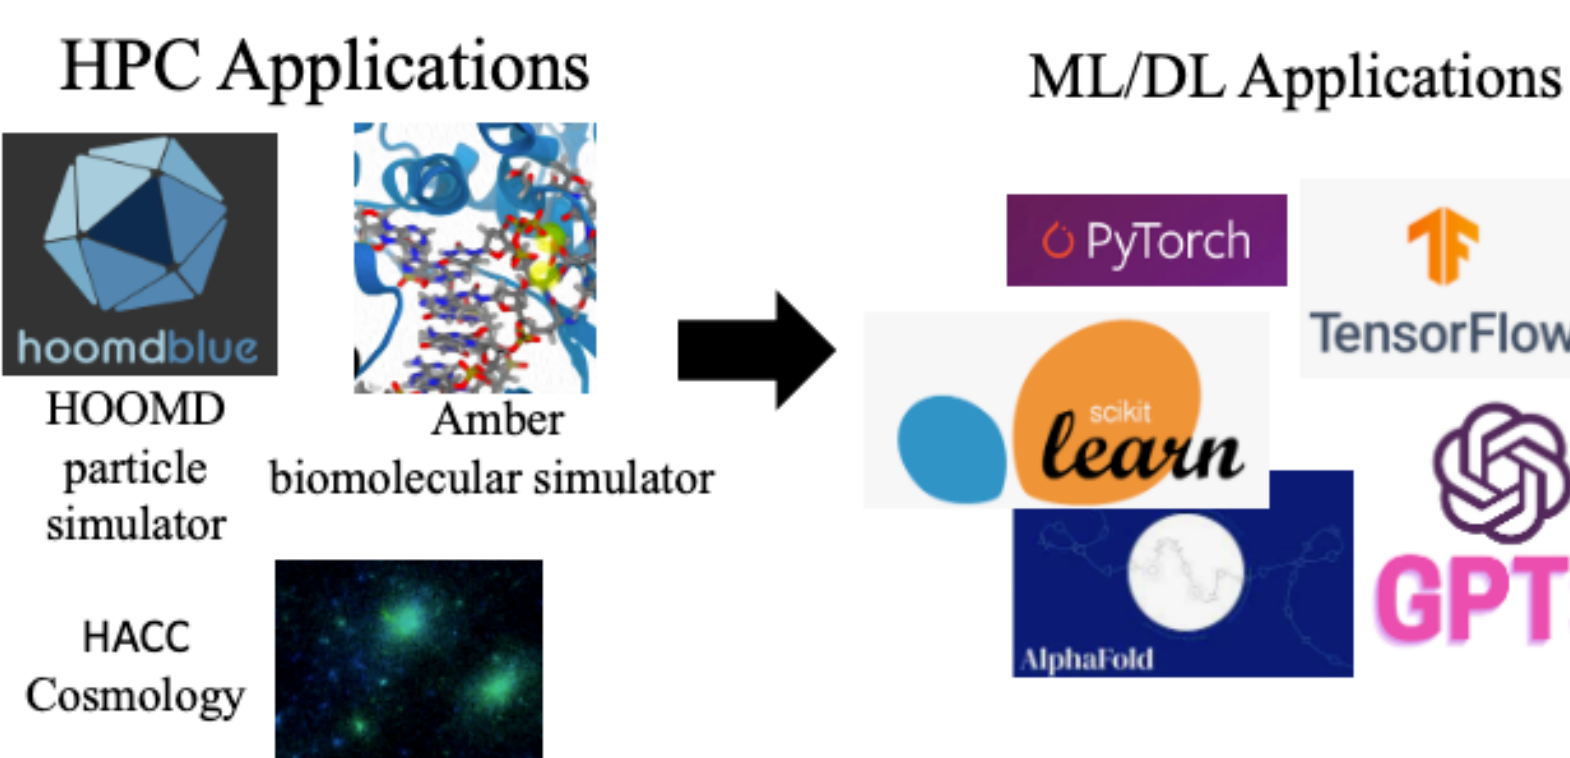 HPC Applications
hoomdblue
HOOMD
particle
simulator
Amber
biomolecular simulator
HACC
Cosmology
ML/DL Applications
PyTorch
TensorFlow
scikit
learn
AlphaFold
GPT